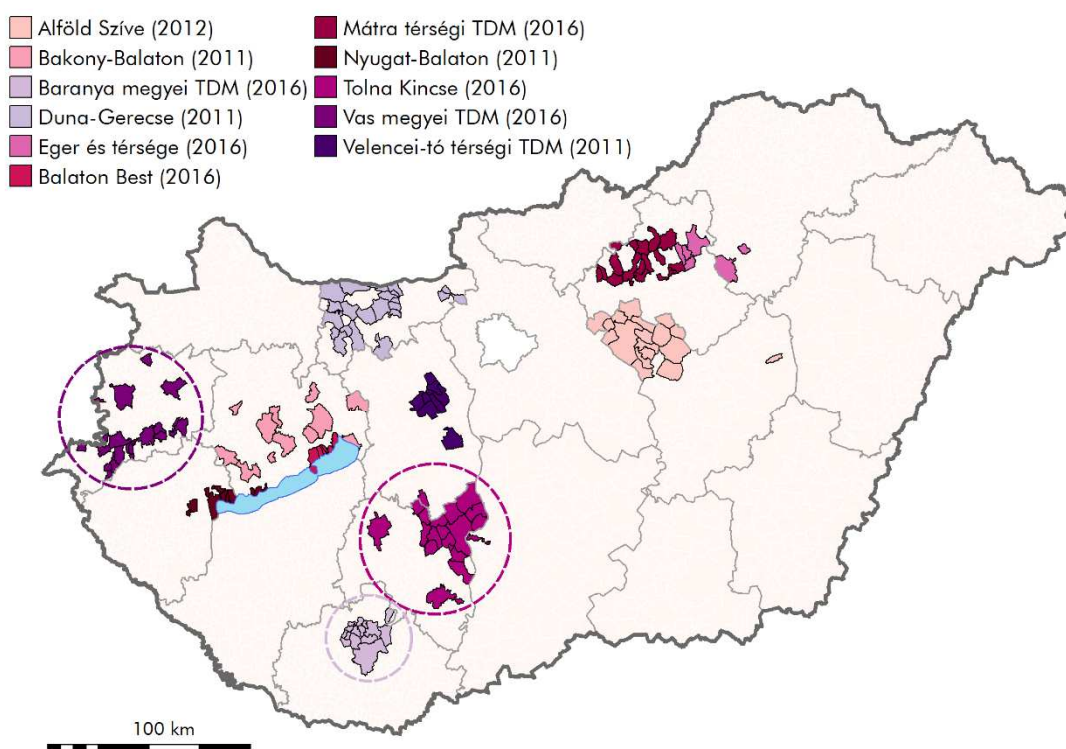 Alföld Szíve (2012)
Bakony-Balaton (2011)
Baranya megyei TDM (2016)
Duna-Gerecse (2011)
Eger és térsége (2016)
Balaton Best (2016)
Mátra térségi TDM (2016)
Nyugat-Balaton (2011)
Tolna Kincse (2016)
Vas megyei TDM (2016)
Velencei-tó térségi TDM (2011)
100 km